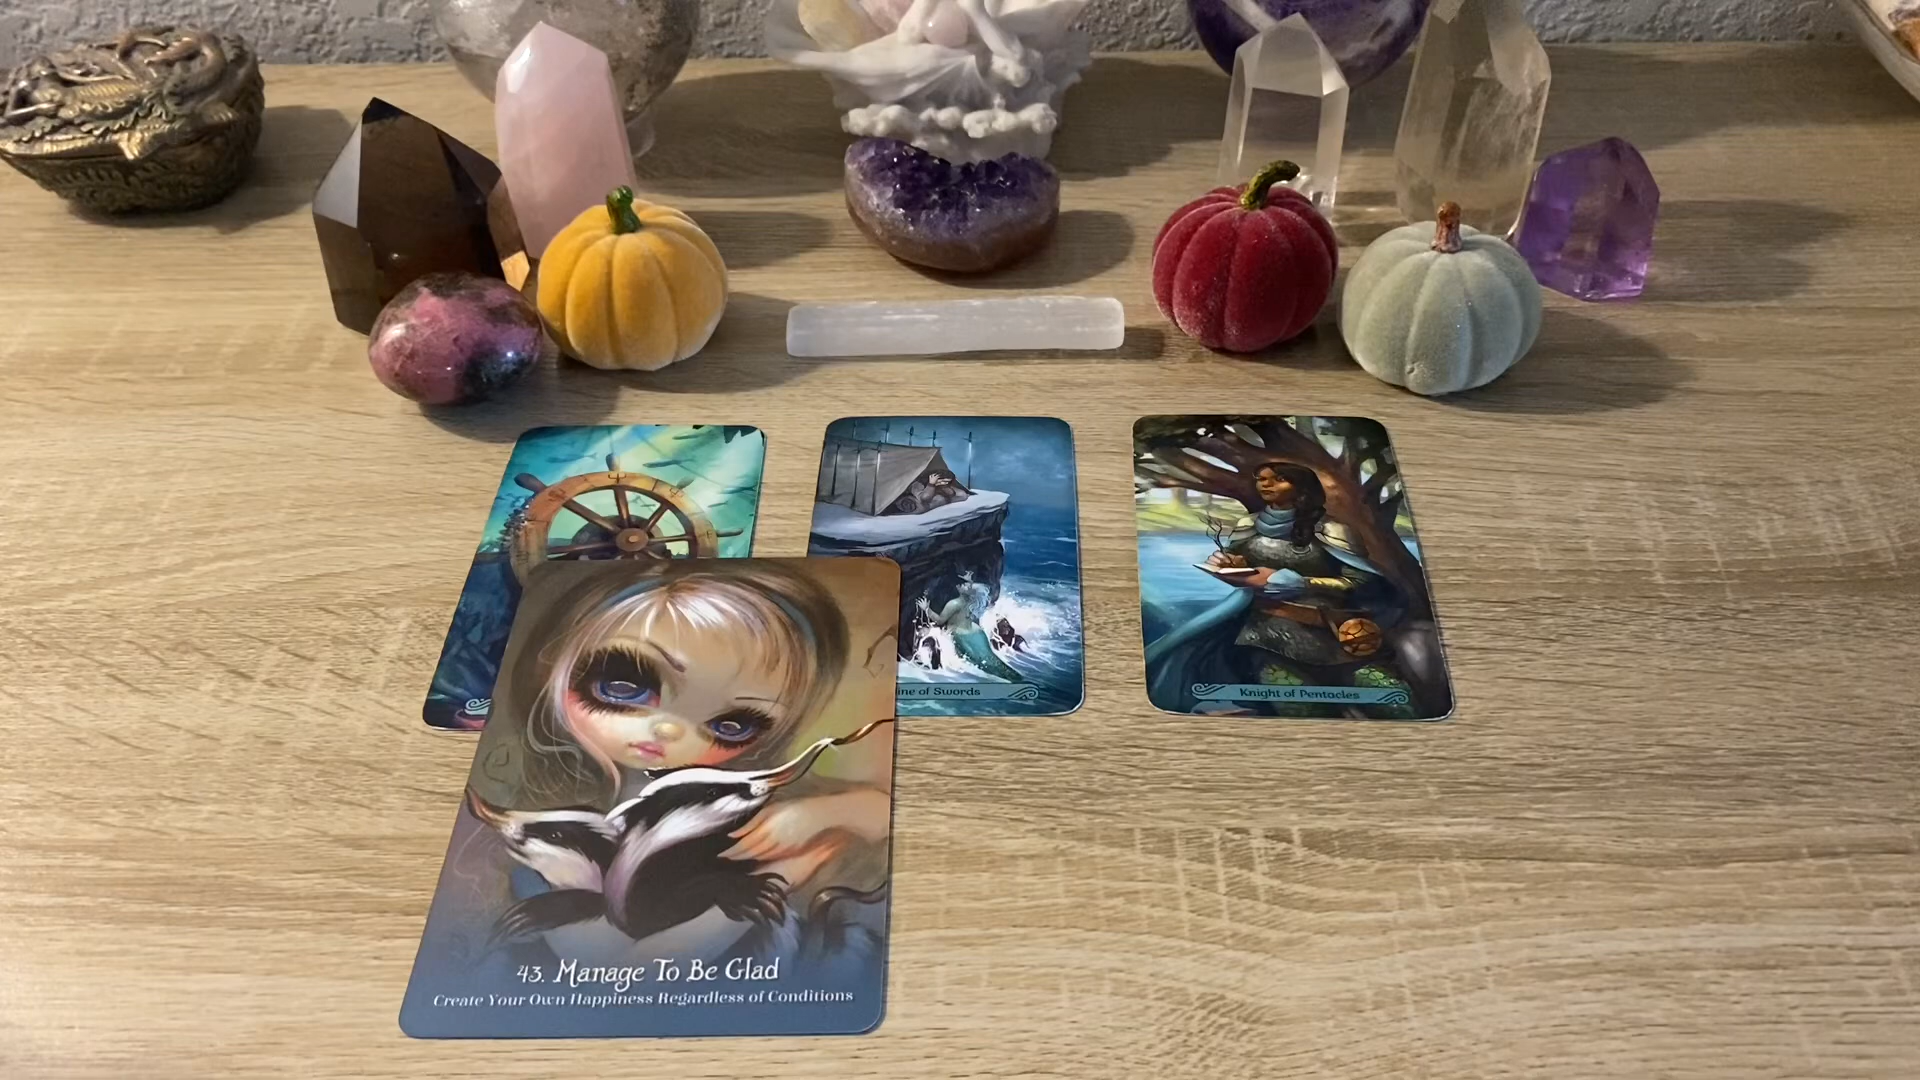 ine of Swords
Knight of Pentacles
43. Manage To Be Glad
Create Your Own Happiness Regardless of Conditions